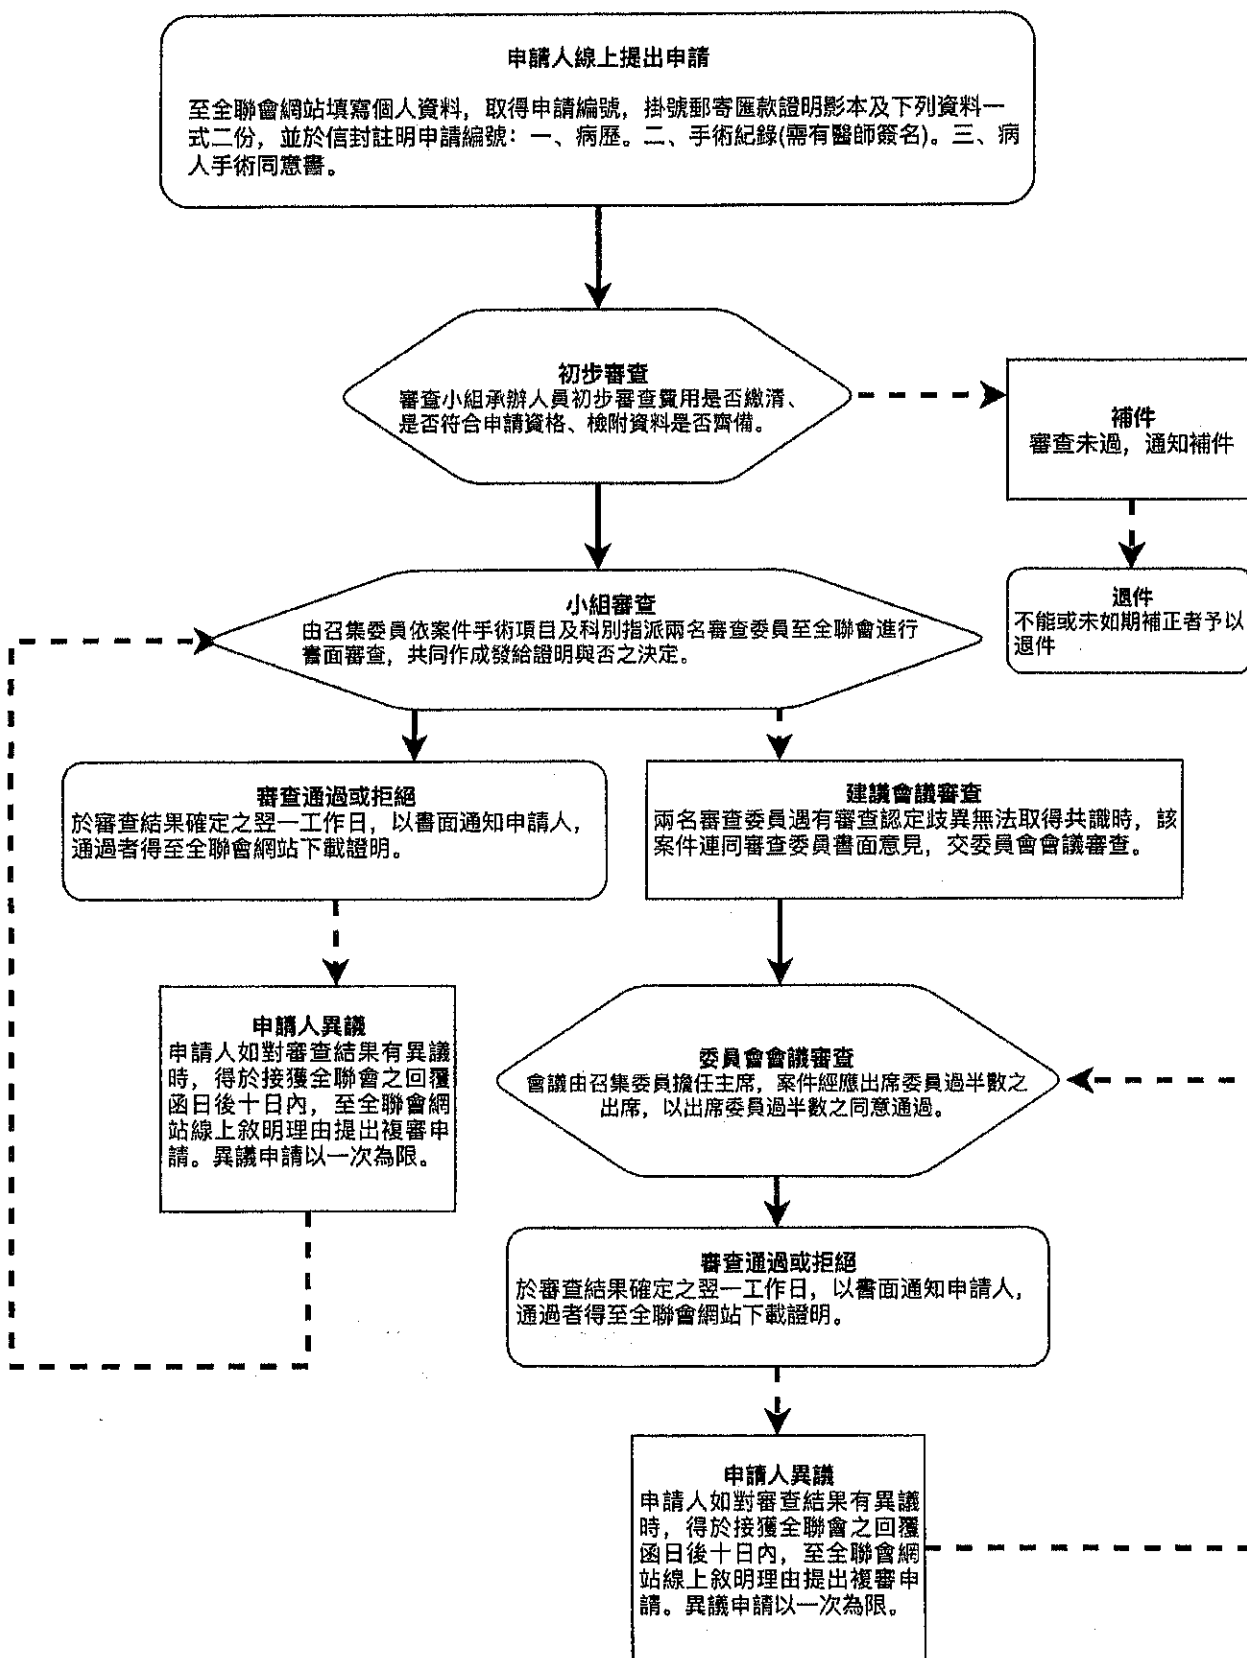 申請人線上提出申請
至全聯會網站填寫個人資料，取得申請編號，掛號郵寄匯款證明影本及下列資料一
式二份，並於信封註明申請編號：一、病歷。二、手術紀錄(需有醫師簽名)。三、病
人手術同意書。
初步審查
審查小組承辦人員初步審查費用是否繳清、
是否符合申請資格、檢附資料是否齊備。
補件
審查未過，通知補件
退件
不能或未如期補正者予以
退件
小組審查
由召集委員依案件手術項目及科別指派兩名審查委員至全聯會進行
書面審查，共同作成發給證明與否之決定。
審查通過或拒絕
於審查結果確定之翌一工作日，以書面通知申請人，
通過者得至全聯會網站下載證明。
建議會議審查
兩名審查委員遇有審查認定歧異無法取得共識時，該
案件連同審查委員書面意見，交委員會會議審查。
申請人異議
申請人如對審查結果有異議
時，得於接獲全聯會之回覆
函日後十日內，至全聯會網
站線上敘明理由提出複審申
請。異議申請以一次為限。
委員會會議審查
會議由召集委員擔任主席，案件經應出席委員過半數之
出席，以出席委員過半數之同意通過。
審查通過或拒絕
於審查結果確定之翌一工作日，以書面通知申請人，
通過者得至全聯會網站下載證明。
申請人異議
申請人如對審查結果有異議
時，得於接獲全聯會之回覆
函日後十日內，至全聯會網
站線上敘明理由提出複審申
請。異議申請以一次為限。